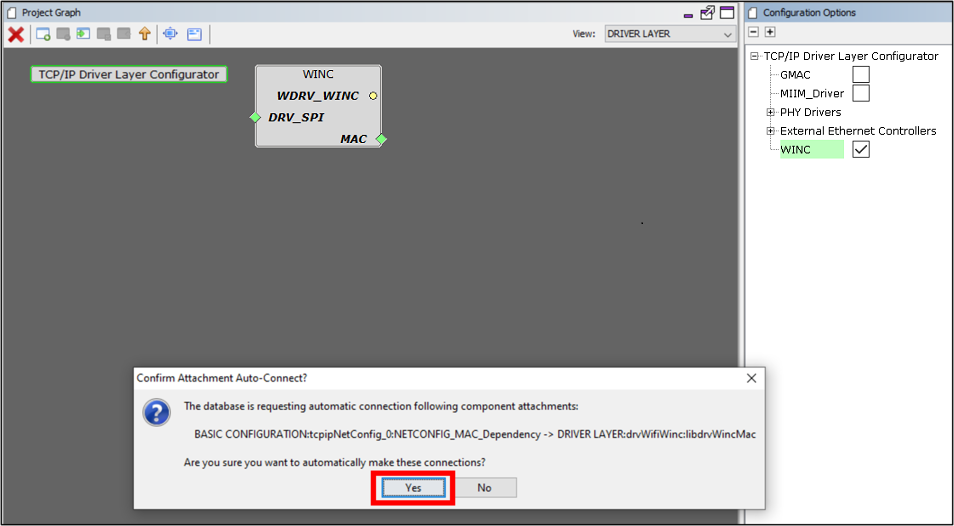 Project Graph
View:
DRIVER LAYER
TCP/IP Driver Layer Configurator
WINC
WDRV_WINC
DRV_SPI
MAC
Configuration Options
TCP/IP Driver Layer Configurator
GMAC
MIIM_Driver
PHY Drivers
External Ethernet Controllers
WINC
Confirm Attachment Auto-Connect?
The database is requesting automatic connection following component attachments:
BASIC CONFIGURATION:tcpipNetConfig_0:NETCONFIG_MAC_Dependency -> DRIVER LAYER:drvWifiWinc:libdrvWincMac
Are you sure you want to automatically make these connections?
Yes
No